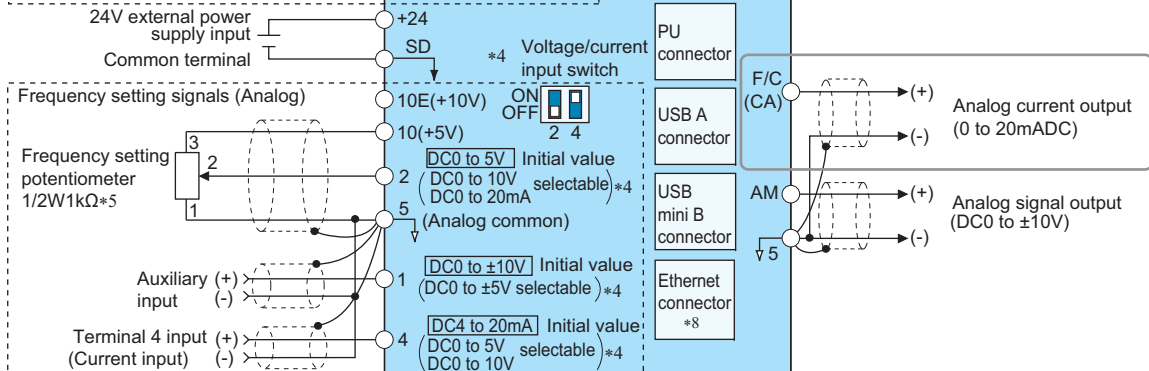 24V external power
supply input
Common terminal
+24
SD
*4 Voltage/current
input switch
ON
OFF
2 4
PU
connector
USB A
connector
USB
mini B
connector
Ethernet
connector
*8
Frequency setting signals (Analog)
10E(+10V)
10(+5V)
Frequency setting
potentiometer
1/2W1kΩ*5
3
2
1
2
DC0 to 5V Initial value
(DC0 to 10V
DC0 to 20mA selectable)*4
5
(Analog common)
Auxiliary (+)
input (-)
1
DC0 to ±10V Initial value
(DC0 to ±5V selectable)*4
Terminal 4 input (+)
(Current input) (-)
4
DC4 to 20mA Initial value
(DC0 to 5V
DC0 to 10V selectable)*4
F/C
(CA)
(+)
(-)
Analog current output
(0 to 20mADC)
AM
5
(+)
(-)
Analog signal output
(DC0 to ±10V)